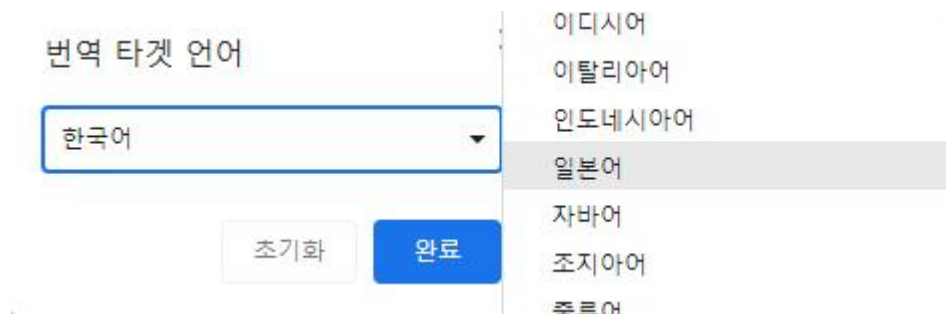 번역 타겟 언어
한국어
초기화
완료
이디시어
이탈리아어
인도네시아어
일본어
자바어
조지아어